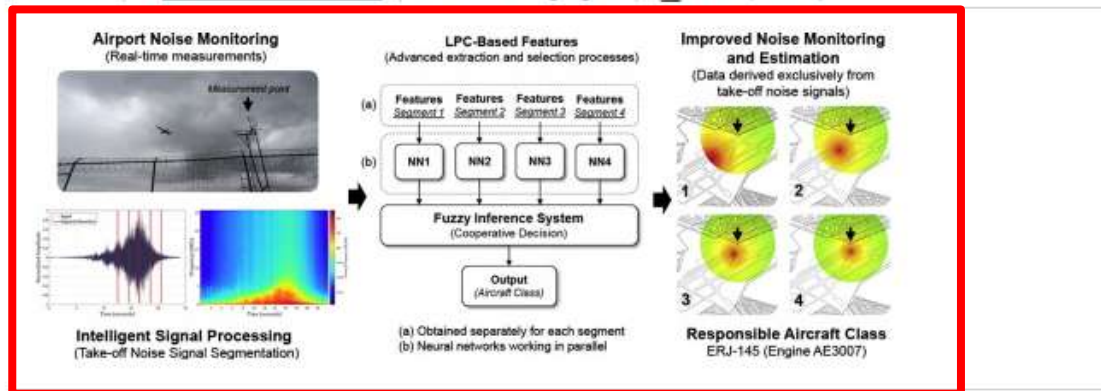 Airport Noise Monitoring
(Real-time measurements)
Measurement point
Intelligent Signal Processing
(Take-off Noise Signal Segmentation)
LPC-Based Features
(Advanced extraction and selection processes)
(a)
Features Features Features Features
Segment 1 Segment 2 Segment 3 Segment 4
(b)
NN1 NN2 NN3 NN4
Fuzzy Inference System
(Cooperative Decision)
Output
(Aircraft Class)
(a) Obtained separately for each segment
(b) Neural networks working in parallel
Improved Noise Monitoring
and Estimation
(Data derived exclusively from
take-off noise signals)
1 2
3 4
Responsible Aircraft Class
ERJ-145 (Engine AE3007)